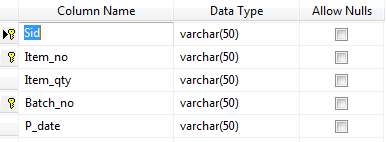 Column Name Data Type Allow Nulls
Sid varchar(50)
Item_no varchar(50)
Item_qty varchar(50)
Batch_no varchar(50)
P_date varchar(50)